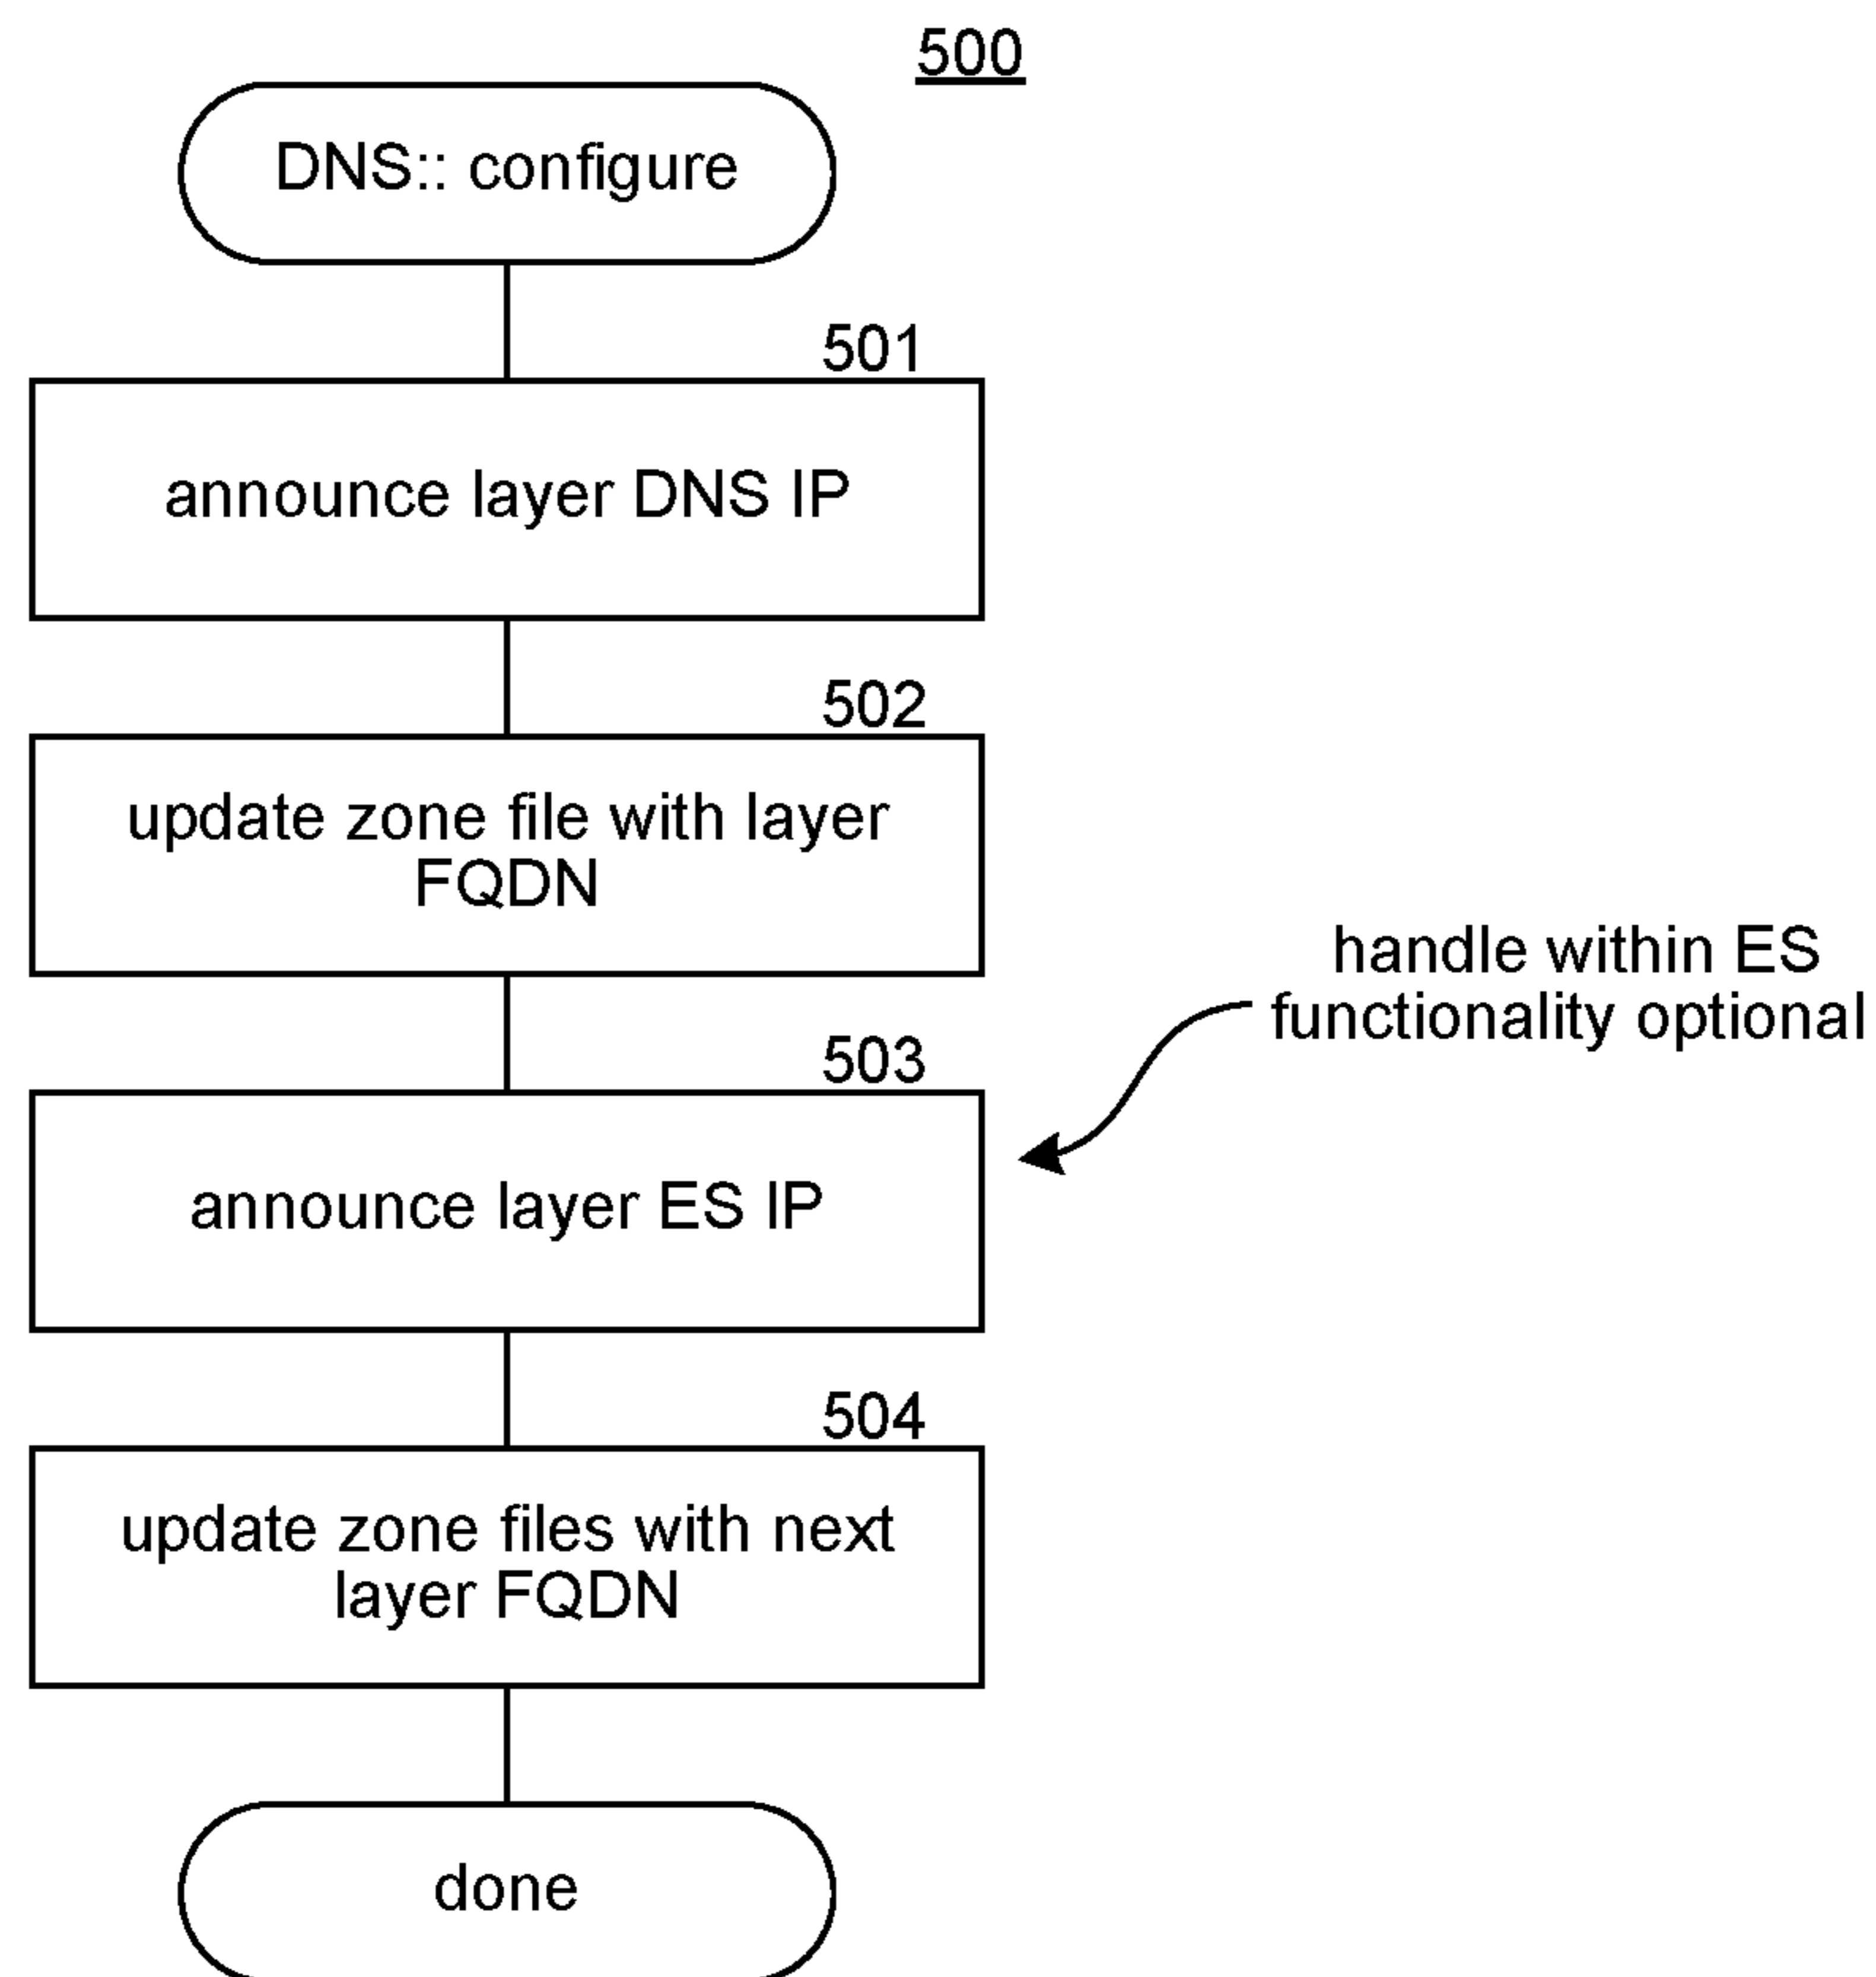 500
DNS:: configure
501
announce layer DNS IP
502
update zone file with layer
FQDN
handle within ES
functionality optional
503
announce layer ES IP
504
update zone files with next
layer FQDN
done